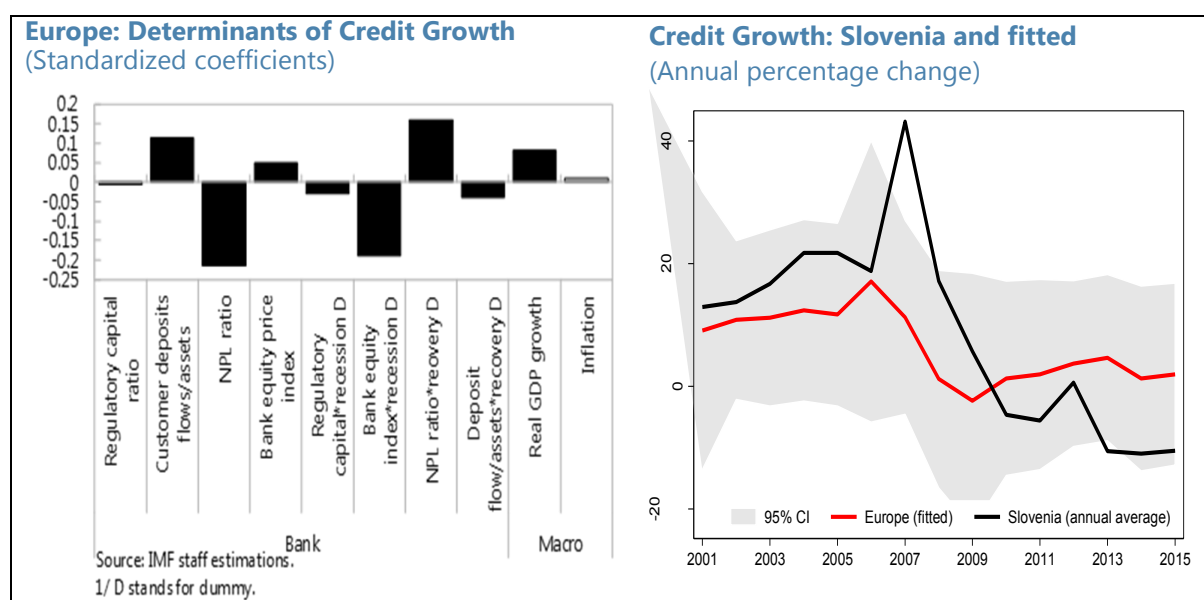 Europe: Determinants of Credit Growth
(Standardized coefficients)
0.2
0.15
0.1
0.05
0
-0.05
-0.1
-0.15
-0.2
-0.25
Regulatory capital
ratio
Customer deposits
flows/assets
NPL ratio
Bank equity price
index
Regulatory
capital*recession D
Bank equity
index*recession D
NPL ratio*recovery D
Deposit
flow/assets*recovery D
Real GDP growth
Inflation
Bank
Macro
Source: IMF staff estimations.
1/ D stands for dummy.
Credit Growth: Slovenia and fitted
(Annual percentage change)
40
20
0
-20
95% CI
Europe (fitted)
Slovenia (annual average)
2001
2003
2005
2007
2009
2011
2013
2015